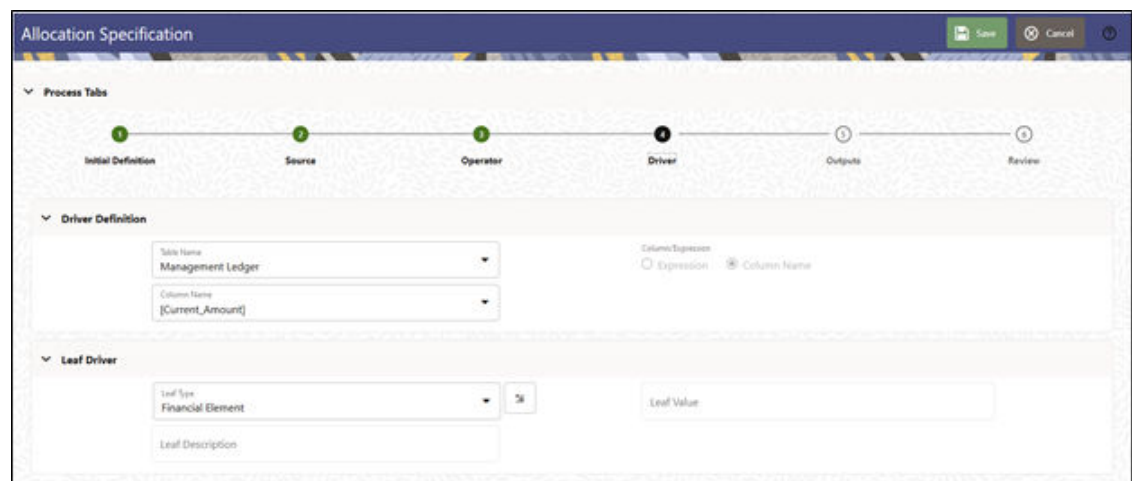 Allocation Specification
Save
Cancel
Process Tabs
1 2 3 4 5 6
Initial Definition Source Operator Driver Outputs Review
Driver Definition
Table Name
Management Ledger
Column/Expression
Expression Column Name
Column Name
[Current_Amount]
Leaf Driver
Leaf Type
Financial Element
Leaf Value
Leaf Description